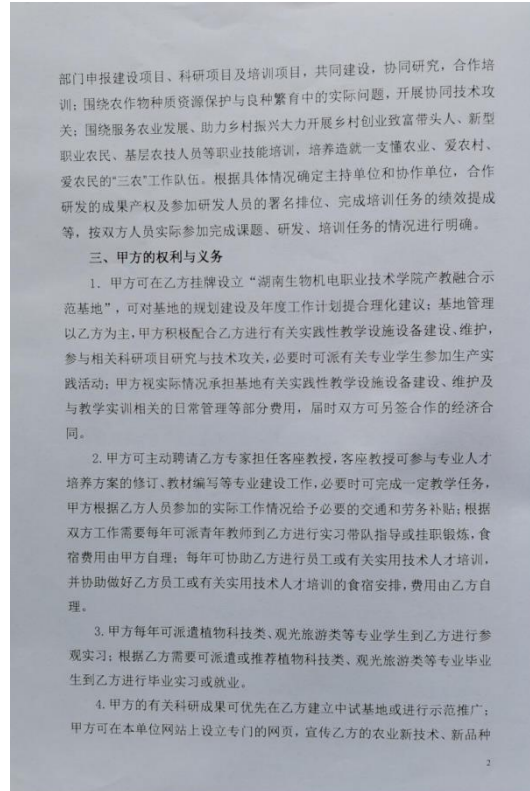 部门申报建设项目、科研项目及培训项目，共同建设，协同研究，合作培
训；围绕农作物种质资源保护与良种繁育中的实际问题，开展协同技术攻
关；围绕服务农业发展、助力乡村振兴大力开展乡村创业致富带头人、新型
职业农民、基层农技人员等职业技能培训，培养造就一支懂农业、爱农村、
爱农民的“三农”工作队伍。根据具体情况确定主持单位和协作单位，合作
研发的成果产权及参加研发人员的署名排位、完成培训任务的绩效提成
等，按双方人员实际参加完成课题、研发、培训任务的情况进行明确。
三、甲方的权利与义务
1. 甲方可在乙方挂牌设立“湖南生物机电职业技术学院产教融合示
范基地”，可对基地的规划建设及年度工作计划提合理化建议；基地管理
以乙方为主，甲方积极配合乙方进行有关实践性教学设施设备建设、维护，
参与相关科研项目研究与技术攻关，必要时可派有关专业学生参加生产实
践活动；甲方视实际情况承担基地有关实践性教学设施设备建设、维护及
与教学实训相关的日常管理等部分费用，届时双方可另签合作的经济合
同。
2. 甲方可主动聘请乙方专家担任客座教授，客座教授可参与专业人才
培养方案的修订、教材编写等专业建设工作，必要时可完成一定教学任务，
甲方根据乙方人员参加的实际工作情况给予必要的交通和劳务补贴；根据
双方工作需要每年可派青年教师到乙方进行实习带队指导或挂职锻炼，食
宿费用由甲方自理；每年可协助乙方进行员工或有关实用技术人才培训，
并协助做好乙方员工或有关实用技术人才培训的食宿安排，费用由乙方自
理。
3. 甲方每年可派遣植物科技类、观光旅游类等专业学生到乙方进行参
观实习；根据乙方需要可派遣或推荐植物科技类、观光旅游类等专业毕业
生到乙方进行毕业实习或就业。
4. 甲方的有关科研成果可优先在乙方建立中试基地或进行示范推广；
甲方可在本单位网站上设立专门的网页，宣传乙方的农业新技术、新品种
2